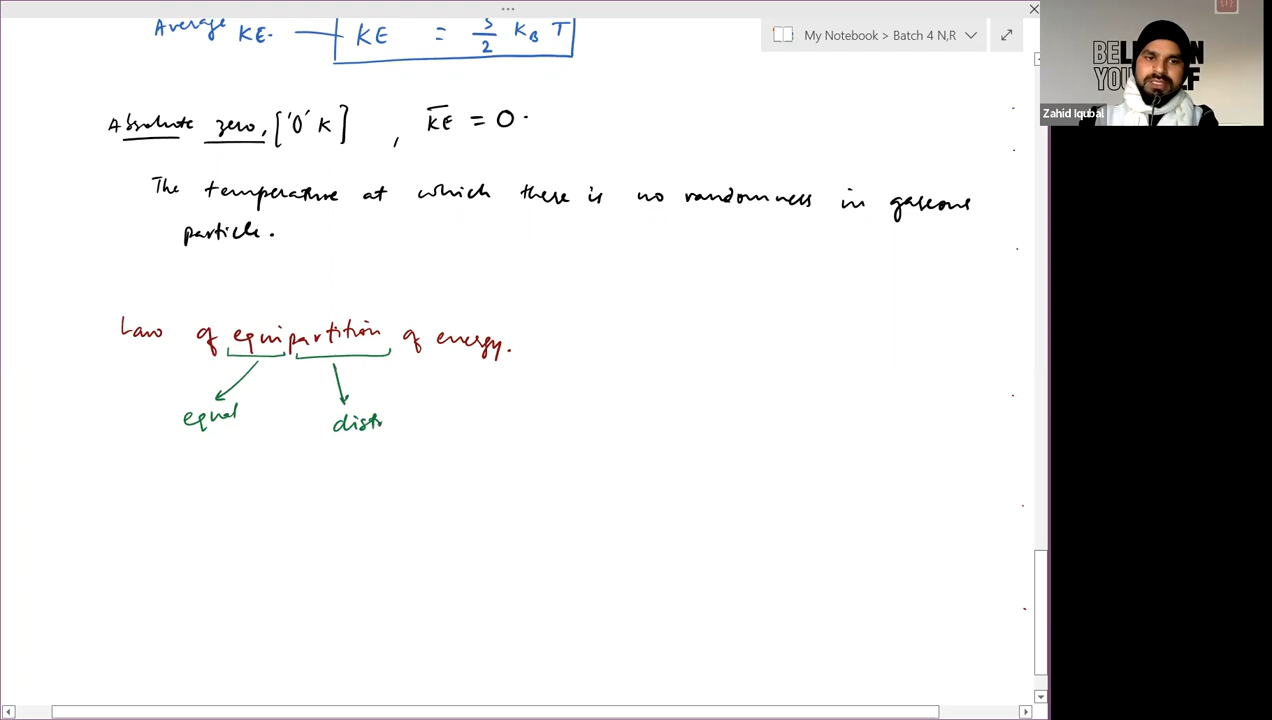 Average KE. — KE = 3/2 K_B T
My Notebook > Batch 4 N,R
Absolute zero, ['0' K] , KE = 0.
The temperature at which there is no randomness in gaseous
particle.
Law of equipartition of energy.
equal distr
Zahid Iqubal